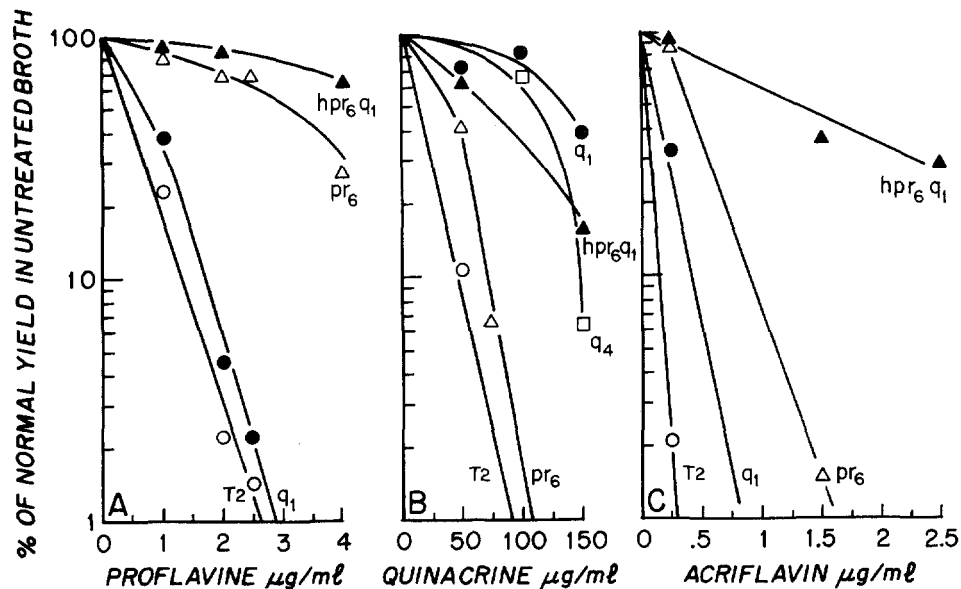 % OF NORMAL YIELD IN UNTREATED BROTH
100
10
1
A
hpr6 q1
pr6
T2
q1
0 1 2 3 4
PROFLAVINE µg/ml
B
q1
hpr6q1
q4
T2
pr6
0 50 100 150
QUINACRINE µg/ml
C
hpr6 q1
T2
q1
pr6
0 .5 1 1.5 2 2.5
ACRIFLAVIN µg/ml